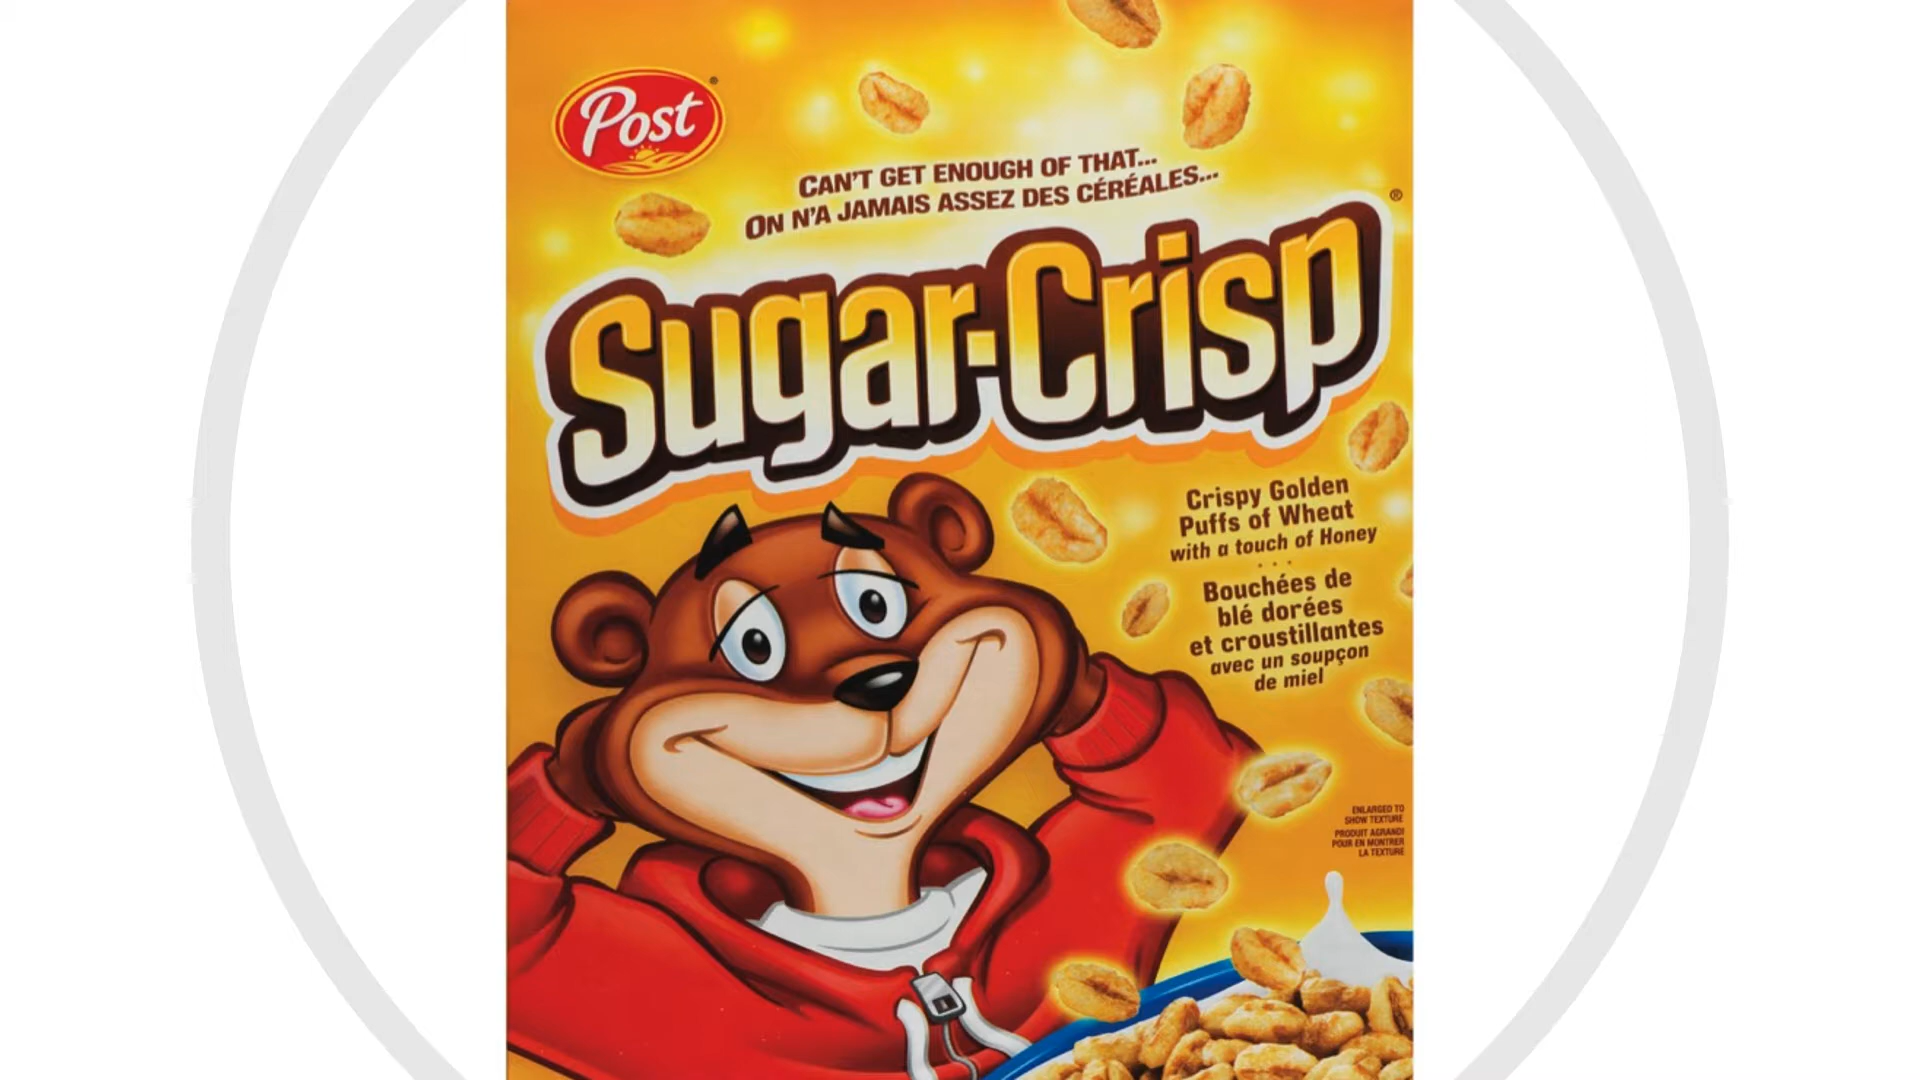 Post
CAN'T GET ENOUGH OF THAT...
ON N'A JAMAIS ASSEZ DES CÉRÉALES...
Sugar-Crisp®
Crispy Golden
Puffs of Wheat
with a touch of Honey
...
Bouchées de
blé dorées
et croustillantes
avec un soupçon
de miel
ENLARGED TO
SHOW TEXTURE
PRODUIT AGRANDI
POUR EN MONTRER
LA TEXTURE